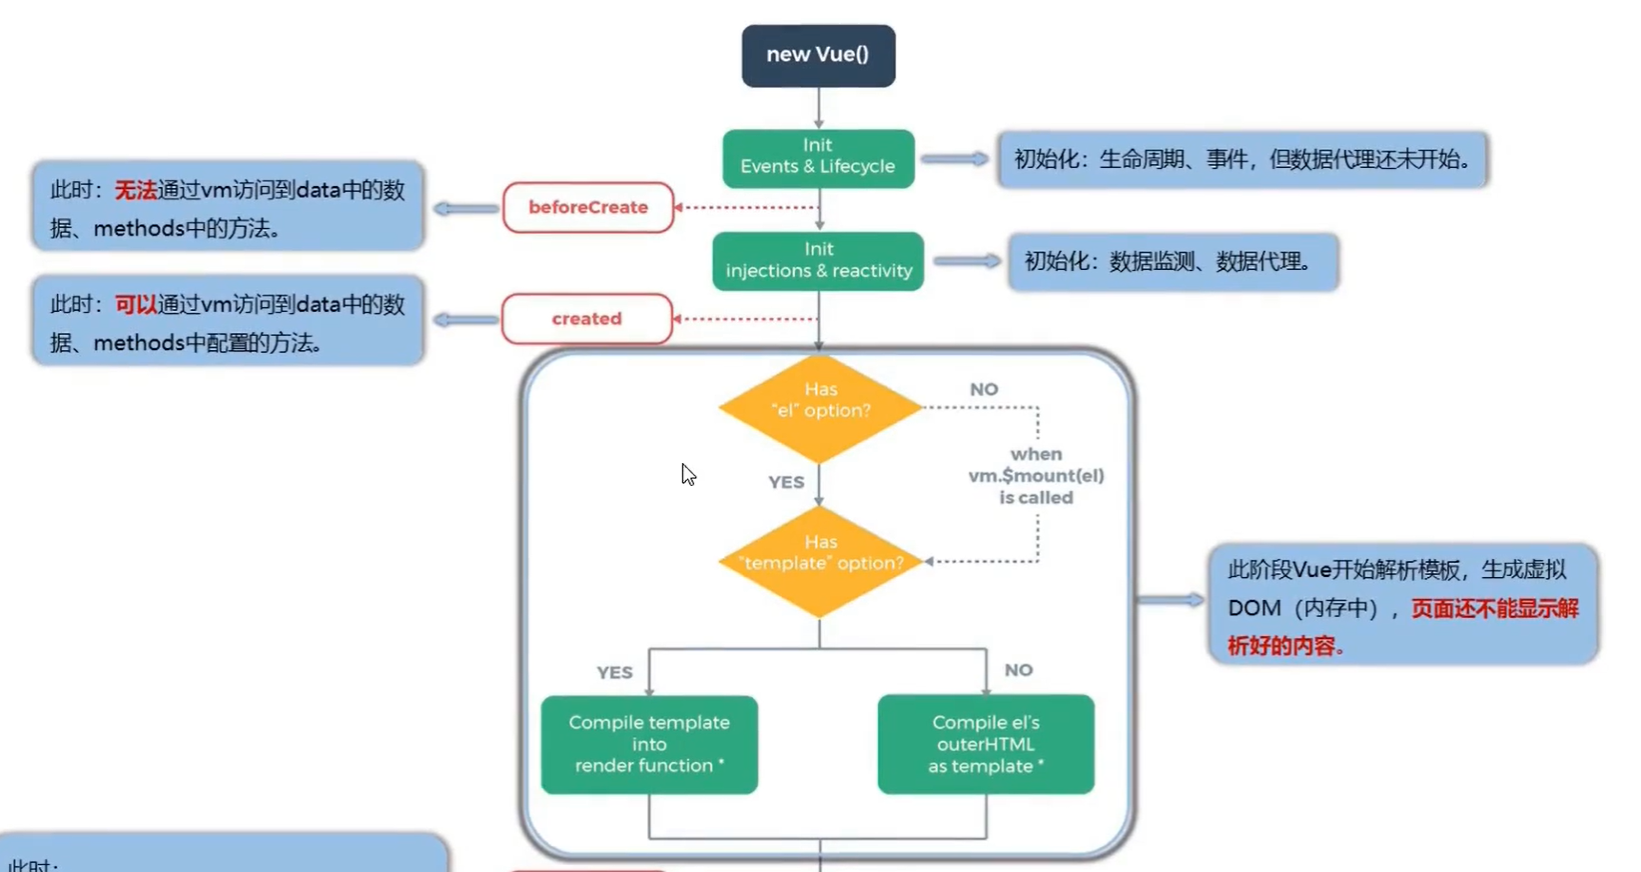 new Vue()
Init
Events & Lifecycle
初始化：生命周期、事件，但数据代理还未开始。
此时：无法通过vm访问到data中的数
据、methods中的方法。
beforeCreate
Init
injections & reactivity
初始化：数据监测、数据代理。
此时：可以通过vm访问到data中的数
据、methods中配置的方法。
created
Has
"el" option?
NO
when
vm.$mount(el)
is called
YES
Has
"template" option?
此阶段Vue开始解析模板，生成虚拟
DOM（内存中），页面还不能显示解
析好的内容。
YES
NO
Compile template
into
render function *
Compile el's
outerHTML
as template *
此时：